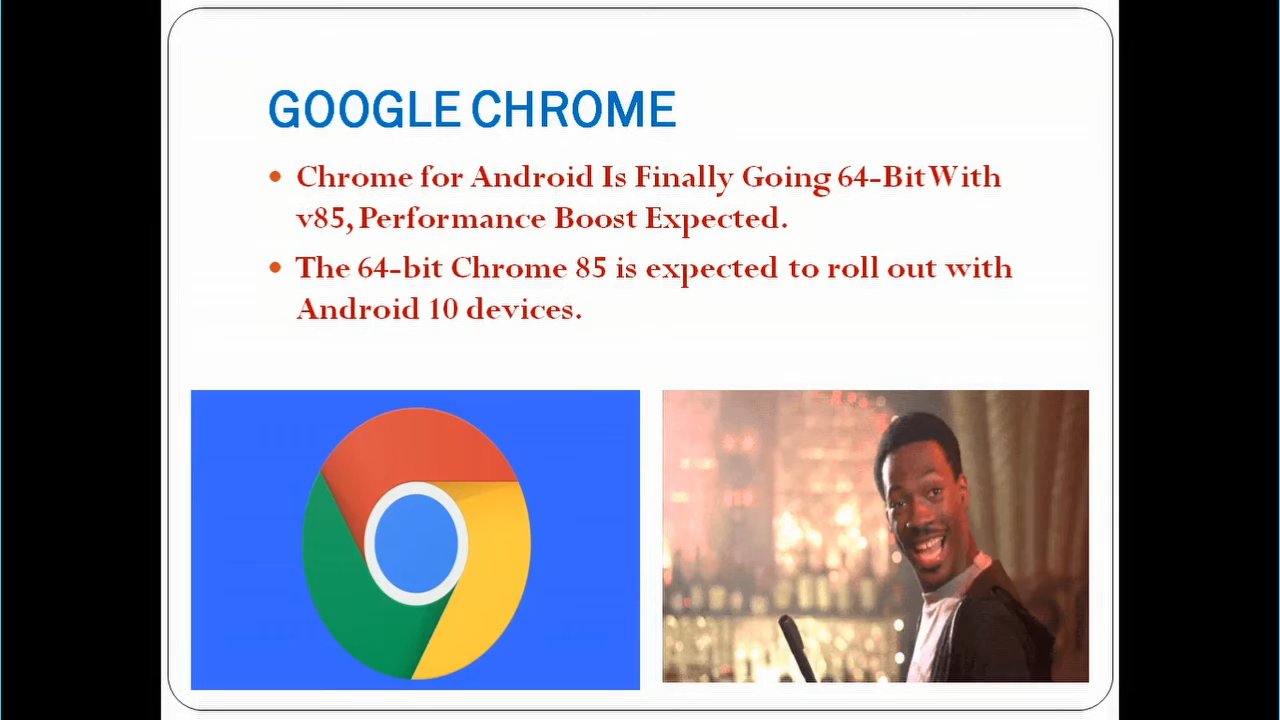 GOOGLE CHROME
• Chrome for Android Is Finally Going 64-Bit With
v85, Performance Boost Expected.
• The 64-bit Chrome 85 is expected to roll out with
Android 10 devices.